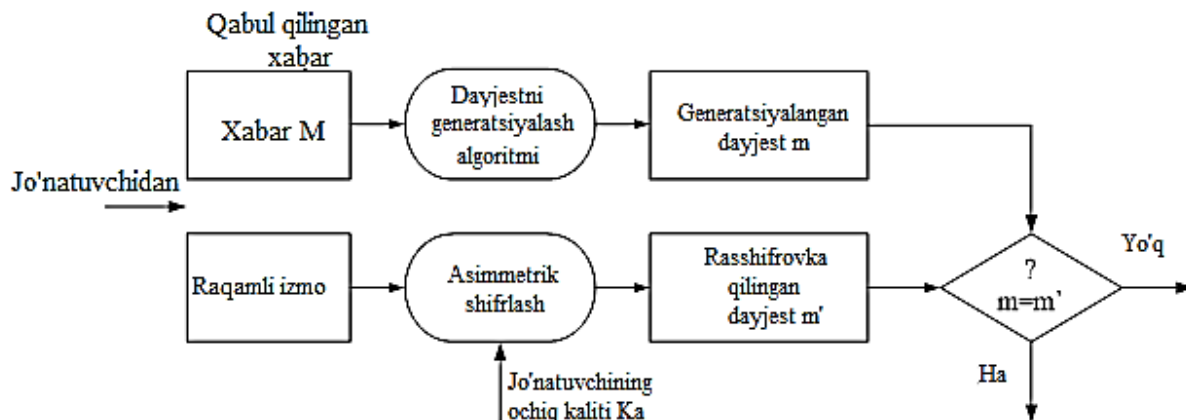 Qabul qilingan
xabar
Xabar M
Dayjestni
generatsiyalash
algoritmi
Generatsiyalangan
dayjest m
Jo'natuvchidan
Raqamli izmo
Asimmetrik
shifrlash
Rasshifrovka
qilingan
dayjest m'
?
m=m'
Yo'q
Ha
Jo'natuvchining
ochiq kaliti Ka